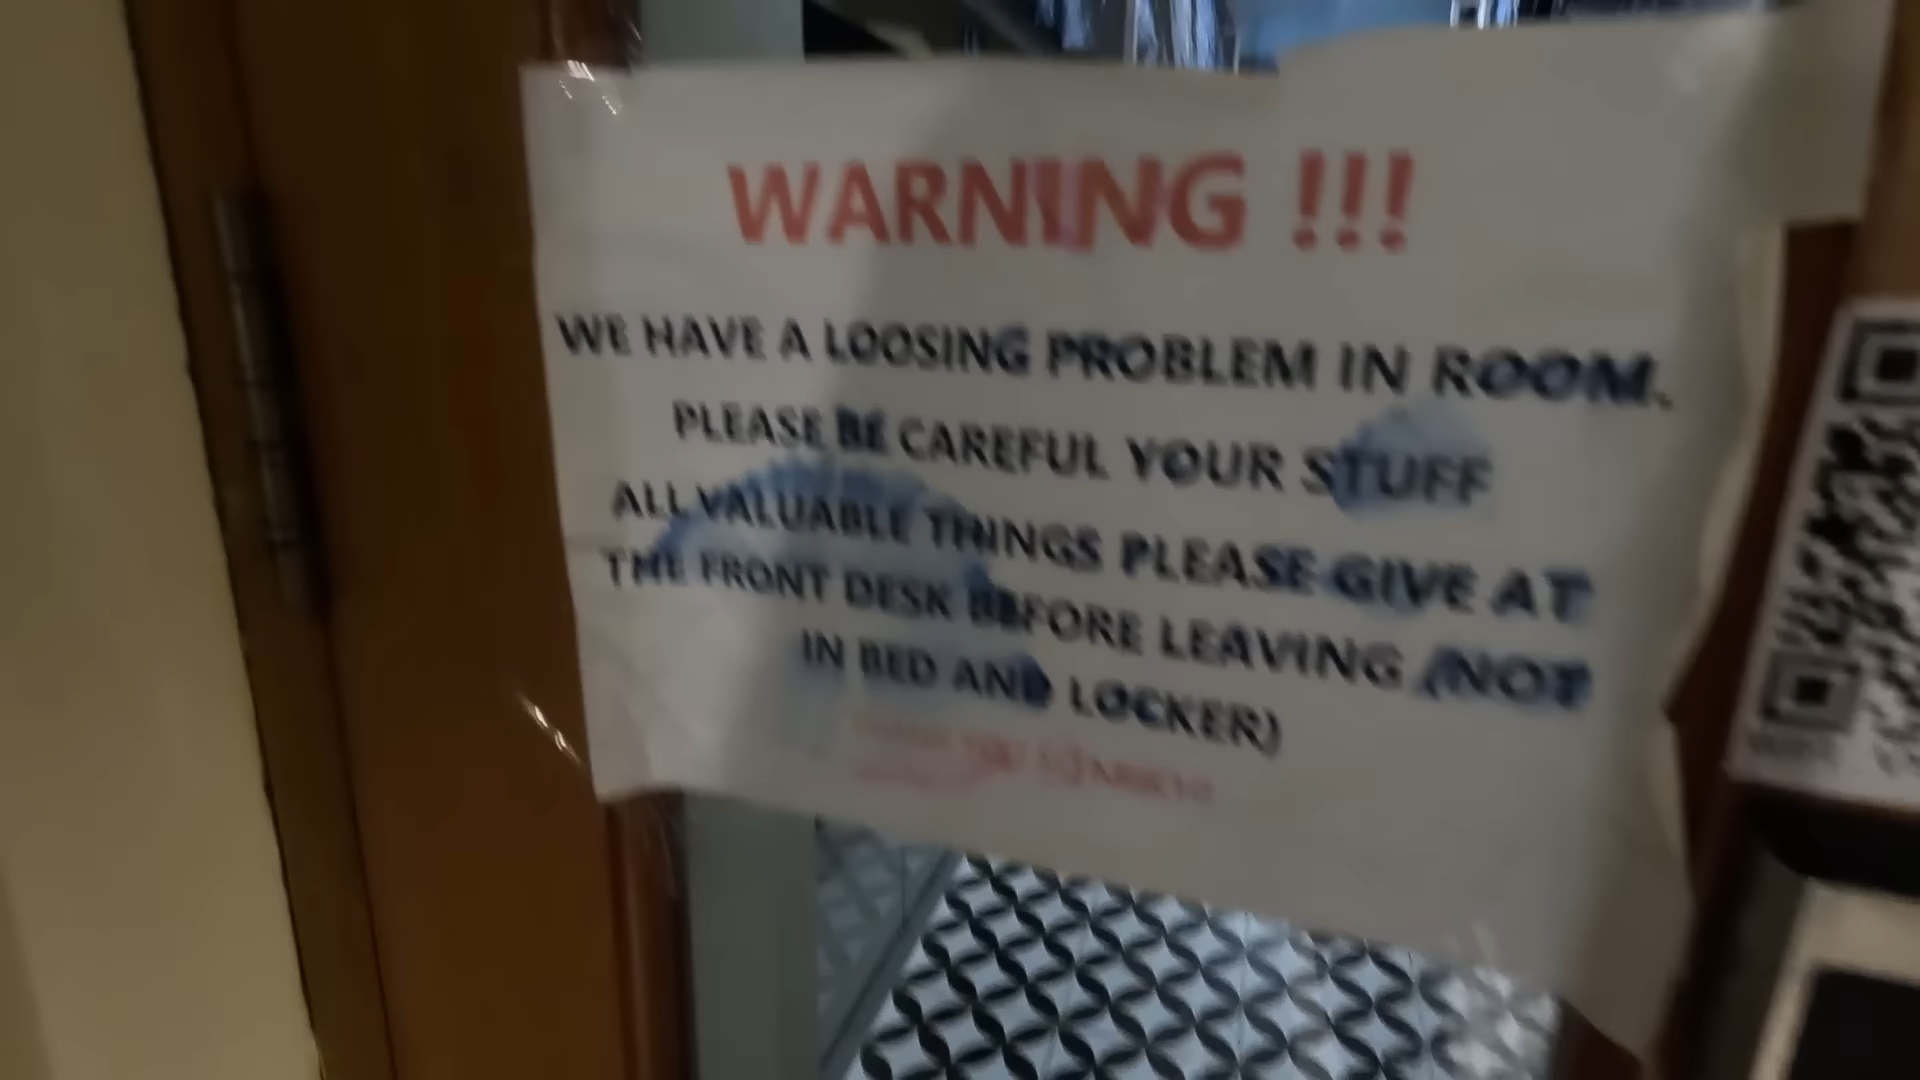 WARNING !!!
WE HAVE A LOOSING PROBLEM IN ROOM.
PLEASE BE CAREFUL YOUR STUFF
ALL VALUABLE THINGS PLEASE GIVE AT
THE FRONT DESK BEFORE LEAVING (NOT
IN BED AND LOCKER)